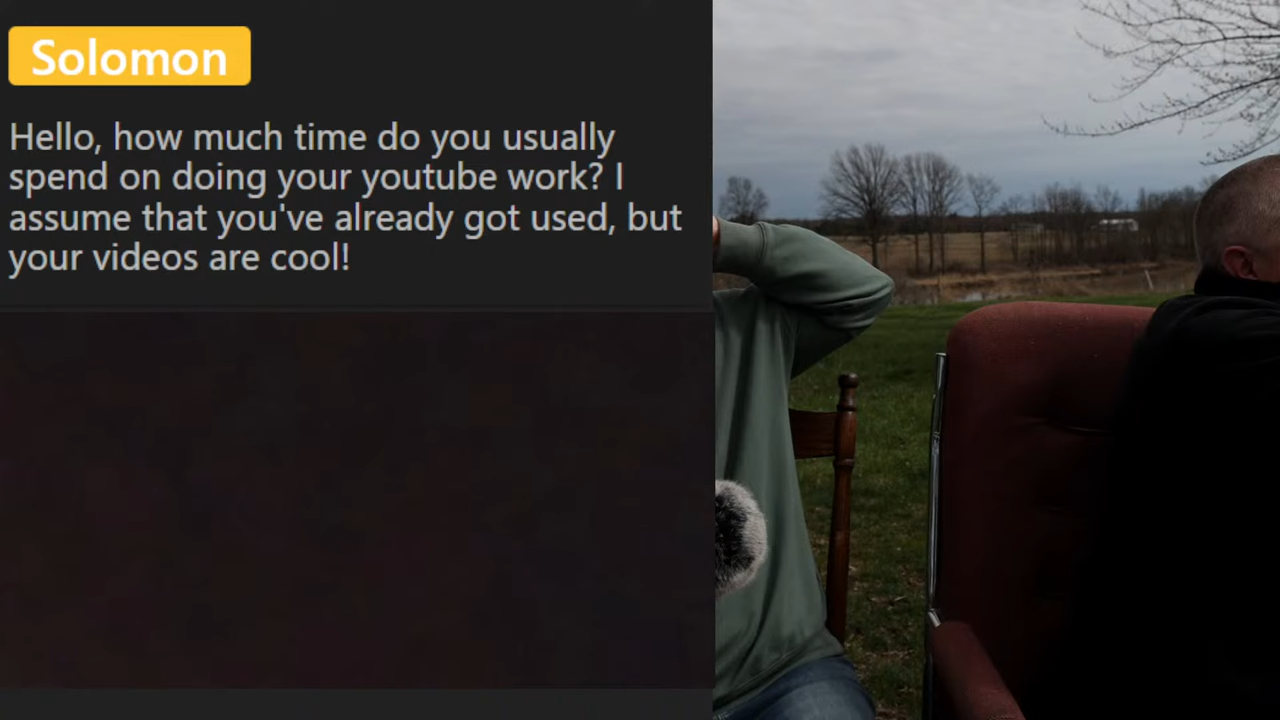 Solomon
Hello, how much time do you usually
spend on doing your youtube work? I
assume that you've already got used, but
your videos are cool!